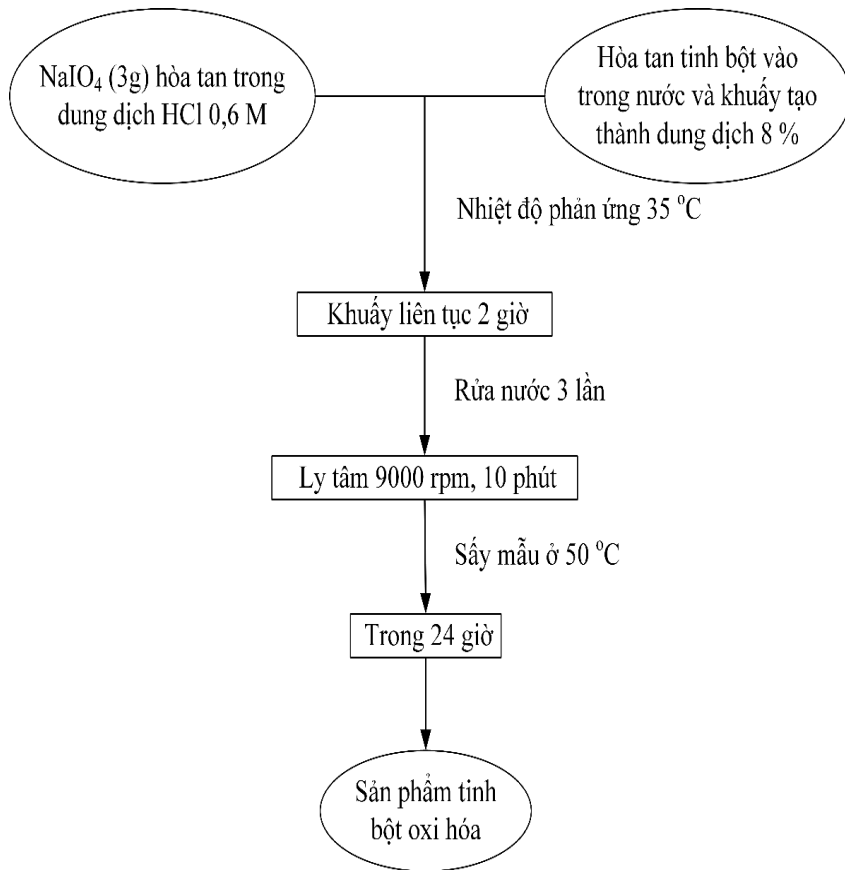 NaIO₄ (3g) hòa tan trong
dung dịch HCl 0,6 M
Hòa tan tinh bột vào
trong nước và khuấy tạo
thành dung dịch 8 %
Nhiệt độ phản ứng 35 °C
Khuấy liên tục 2 giờ
Rửa nước 3 lần
Ly tâm 9000 rpm, 10 phút
Sấy mẫu ở 50 °C
Trong 24 giờ
Sản phẩm tinh
bột oxi hóa